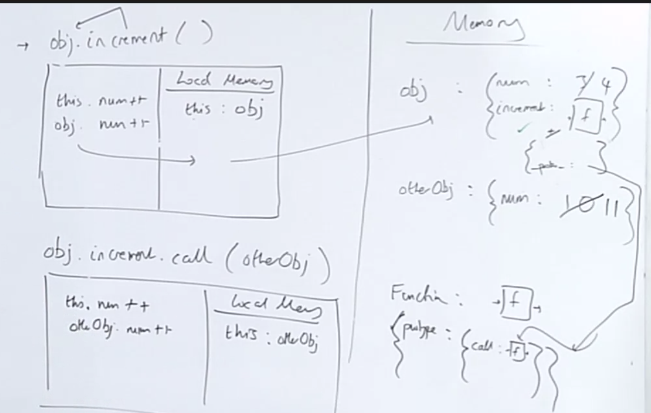 → obj.increment ( )
Local Memory
this.num++
obj.num++
this : obj
obj.increment.call (otherObj)
Local Memory
this.num++
otherObj.num++
this : otherObj
Memory
obj : { num : 3 4
increment : f }
{ : }
otherObj : { num : 10 11 }
Function : f
{ prototype : { call : f } }